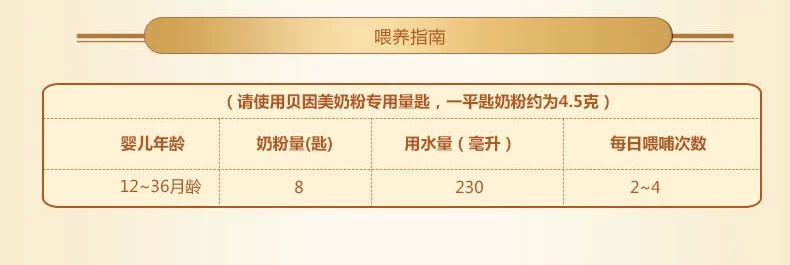 喂养指南
（请使用贝因美奶粉专用量匙，一平匙奶粉约为4.5克）
婴儿年龄 奶粉量(匙) 用水量（毫升） 每日喂哺次数
12~36月龄 8 230 2~4